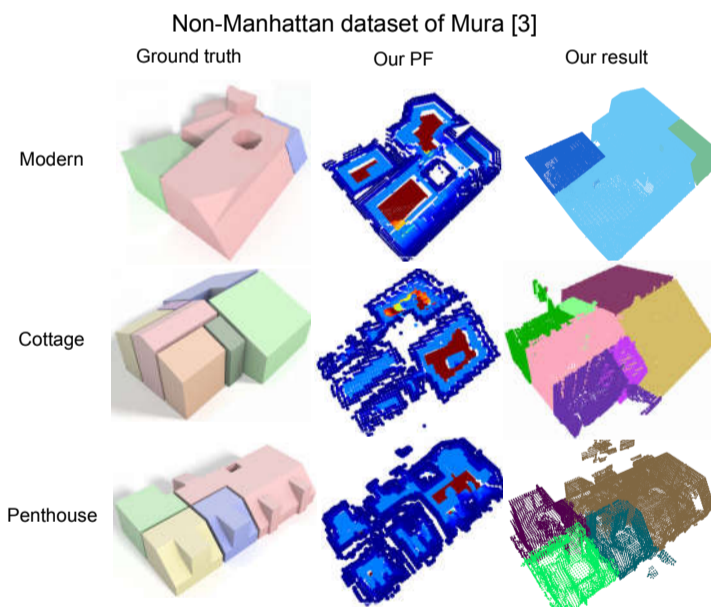 Non-Manhattan dataset of Mura [3]
Ground truth
Our PF
Our result
Modern
Cottage
Penthouse